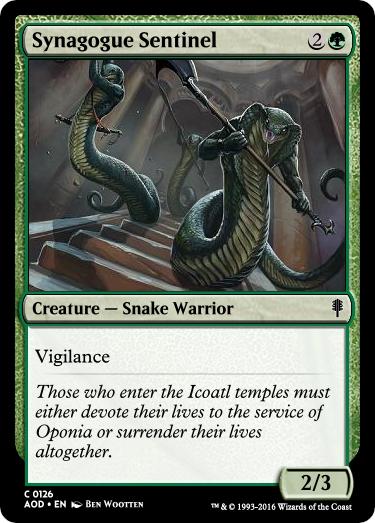 Synagogue Sentinel 2
Creature — Snake Warrior
Vigilance
Those who enter the Icoatl temples must
either devote their lives to the service of
Oponia or surrender their lives
altogether.
2/3
C 0126
AOD • EN Ben Wootten
™ & © 1993-2016 Wizards of the Coast